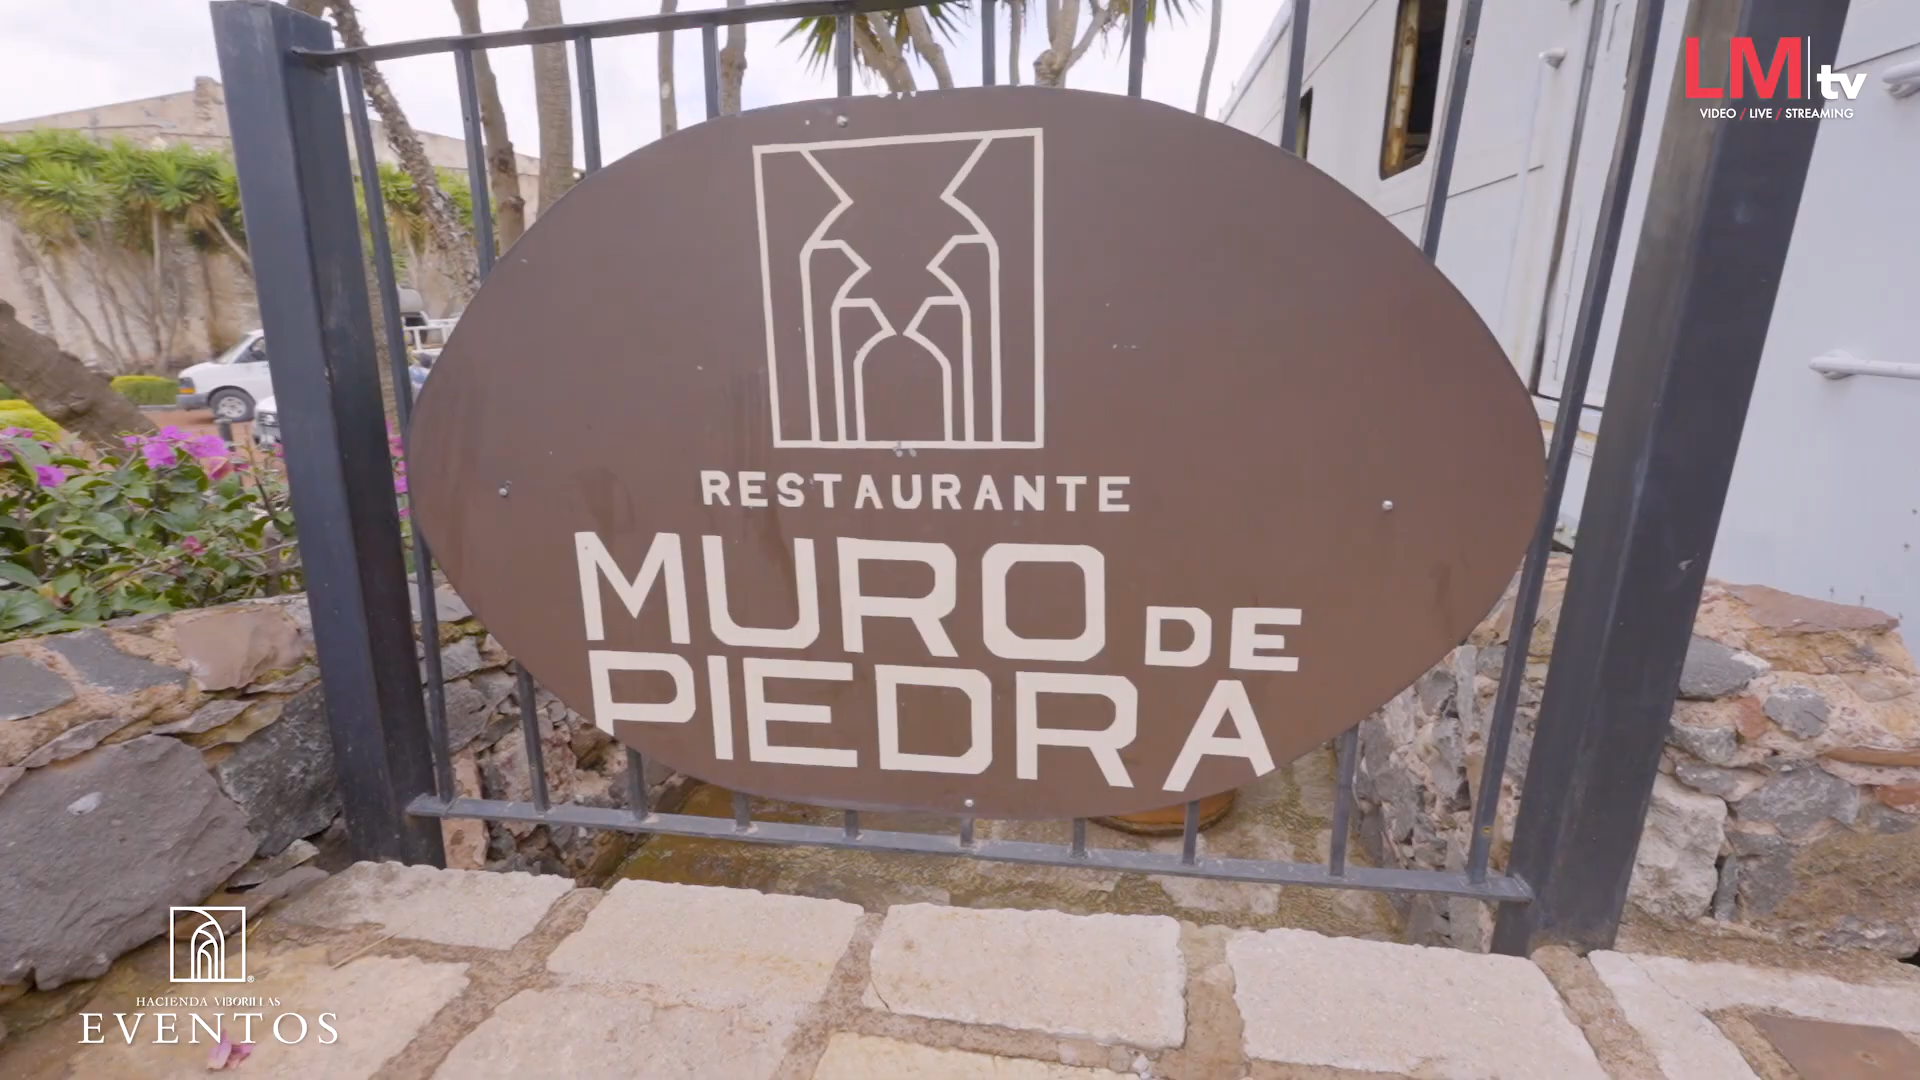 LM tv
VIDEO / LIVE / STREAMING
RESTAURANTE
MURO DE
PIEDRA
HACIENDA VIBORILLAS
EVENTOS